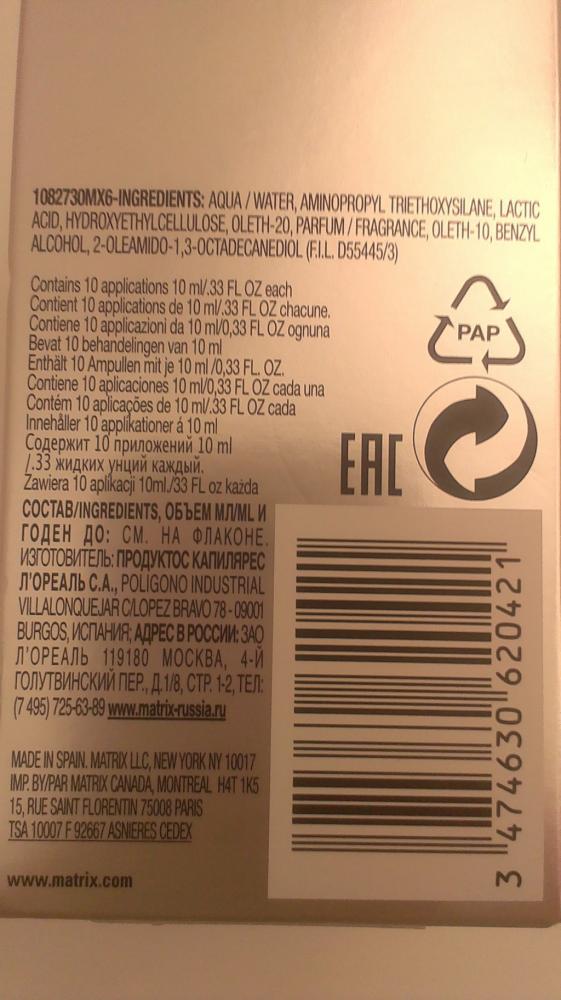 1082730MX6-INGREDIENTS: AQUA / WATER, AMINOPROPYL TRIETHOXYSILANE, LACTIC
ACID, HYDROXYETHYLCELLULOSE, OLETH-20, PARFUM / FRAGRANCE, OLETH-10, BENZYL
ALCOHOL, 2-OLEAMIDO-1,3-OCTADECANEDIOL (F.I.L. D55445/3)
Contains 10 applications 10 ml/.33 FL OZ each
Contient 10 applications de 10 ml/.33 FL OZ chacune.
Contiene 10 applicazioni da 10 ml/0,33 FL OZ ognuna
Bevat 10 behandelingen van 10 ml
Enthält 10 Ampullen mit je 10 ml /0,33 FL. OZ.
Contiene 10 aplicaciones 10 ml/0,33 FL OZ cada una
Contém 10 aplicações de 10 ml/.33 FL OZ cada
Innehåller 10 applikationer á 10 ml
Содержит 10 приложений 10 ml
/.33 жидких унций каждый.
Zawiera 10 aplikacji 10ml./33 FL oz każda
PAP
EAC
СОСТАВ/INGREDIENTS, ОБЪЕМ МЛ/ML И
ГОДЕН ДО: СМ. НА ФЛАКОНЕ.
ИЗГОТОВИТЕЛЬ: ПРОДУКТОС КАПИЛЯРЕС
Л'ОРЕАЛЬ С.А., POLIGONO INDUSTRIAL
VILLALONQUEJAR C/LOPEZ BRAVO 78 - 09001
BURGOS, ИСПАНИЯ; АДРЕС В РОССИИ: ЗАО
Л'ОРЕАЛЬ 119180 МОСКВА, 4-Й
ГОЛУТВИНСКИЙ ПЕР., Д.1/8, СТР. 1-2, ТЕЛ:
(7 495) 725-63-89 www.matrix-russia.ru
MADE IN SPAIN. MATRIX LLC, NEW YORK NY 10017
IMP. BY/PAR MATRIX CANADA, MONTREAL H4T 1K5
15, RUE SAINT FLORENTIN 75008 PARIS
TSA 10007 F 92667 ASNIERES CEDEX
www.matrix.com
3 474630 620421